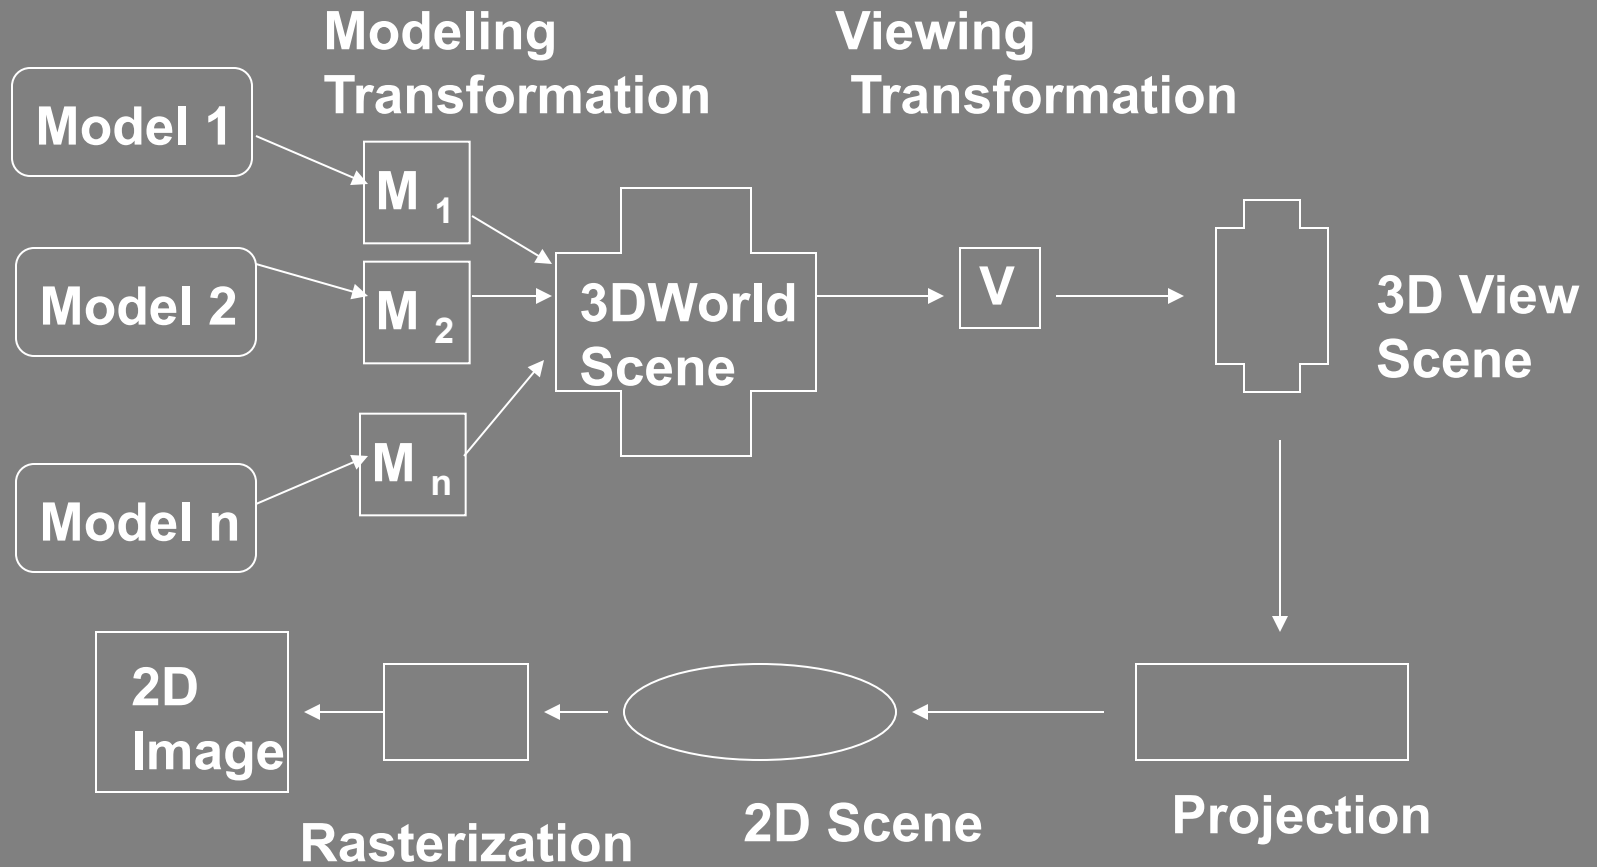 Modeling
Transformation
Viewing
Transformation
Model 1
M 1
Model 2
M 2
Model n
M n
3DWorld
Scene
V
3D View
Scene
2D
Image
Rasterization
2D Scene
Projection